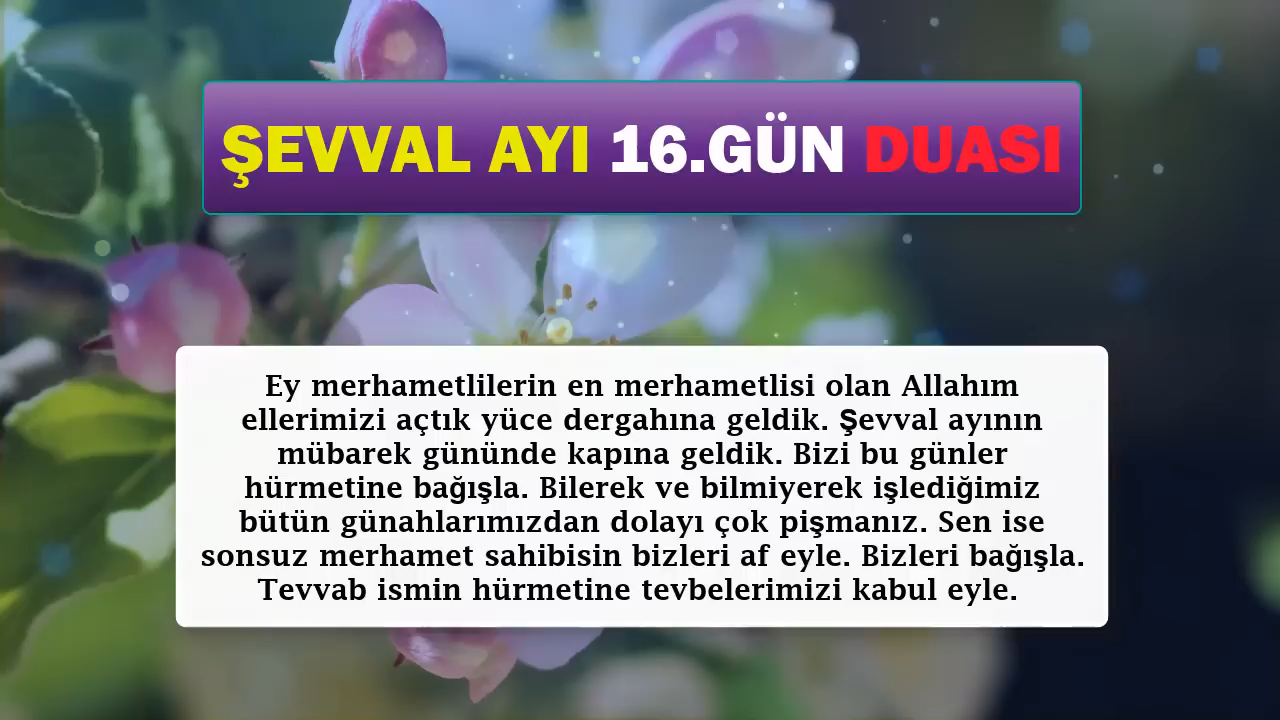 ŞEVVAL AYI 16.GÜN DUASI
Ey merhametlilerin en merhametlisi olan Allahım
ellerimizi açtık yüce dergahına geldik. Şevval ayının
mübarek gününde kapına geldik. Bizi bu günler
hürmetine bağışla. Bilerek ve bilmiyerek işlediğimiz
bütün günahlarımızdan dolayı çok pişmanız. Sen ise
sonsuz merhamet sahibisin bizleri af eyle. Bizleri bağışla.
Tevvab ismin hürmetine tevbelerimizi kabul eyle.